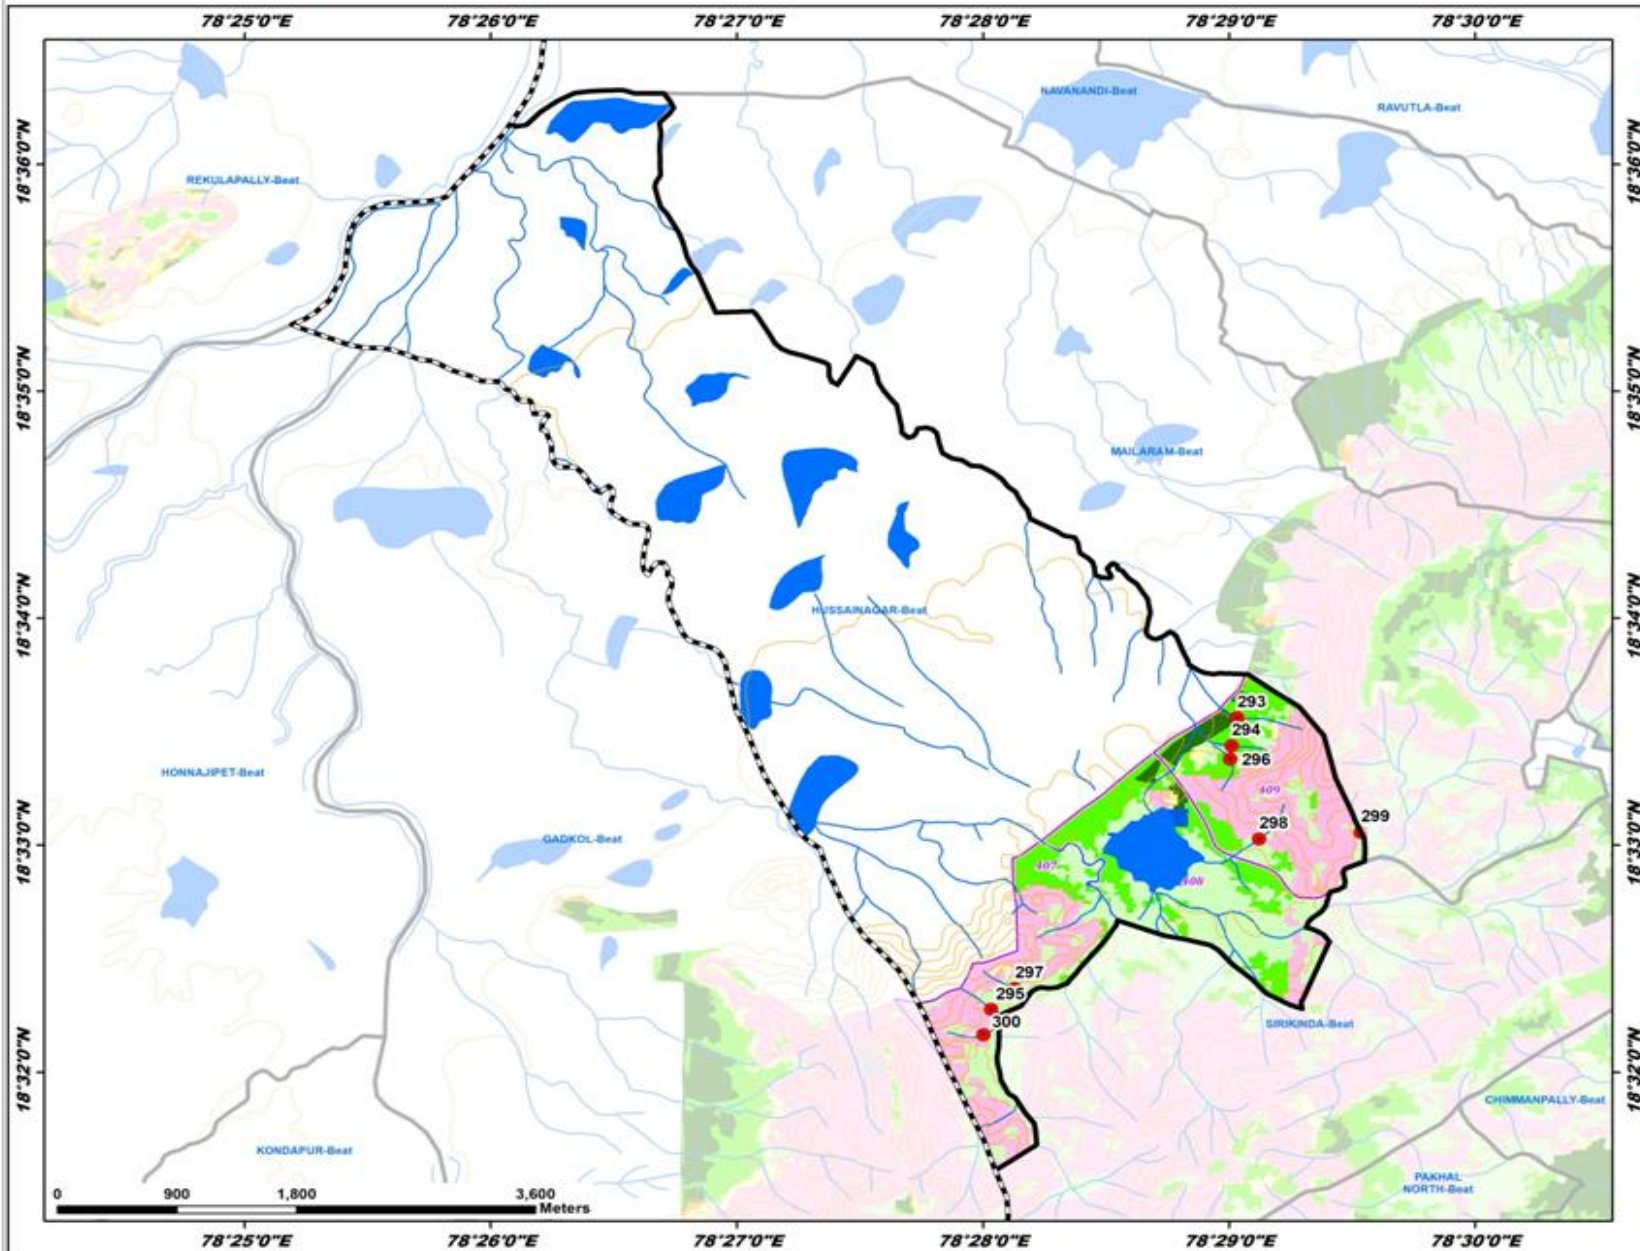 78°25'0"E 78°26'0"E 78°27'0"E 78°28'0"E 78°29'0"E 78°30'0"E
NAVANANDI-Beat
RAVUTLA-Beat
18°36'0"N 18°36'0"N
REKULAPALLY-Beat
18°35'0"N 18°35'0"N
MAILARAM-Beat
18°34'0"N 18°34'0"N
HUSSAINAGAR-Beat
293
294
296
HONNAJIPET-Beat
409
1
299
298
GADKOL-Beat
18°33'0"N 18°33'0"N
407
408
297
295
300
SIRIKINDA-Beat
18°32'0"N 18°32'0"N
CHIMMANPALLY-Beat
KONDAPUR-Beat
PAKHAL
NORTH-Beat
0 900 1,800 3,600
Meters
78°25'0"E 78°26'0"E 78°27'0"E 78°28'0"E 78°29'0"E 78°30'0"E